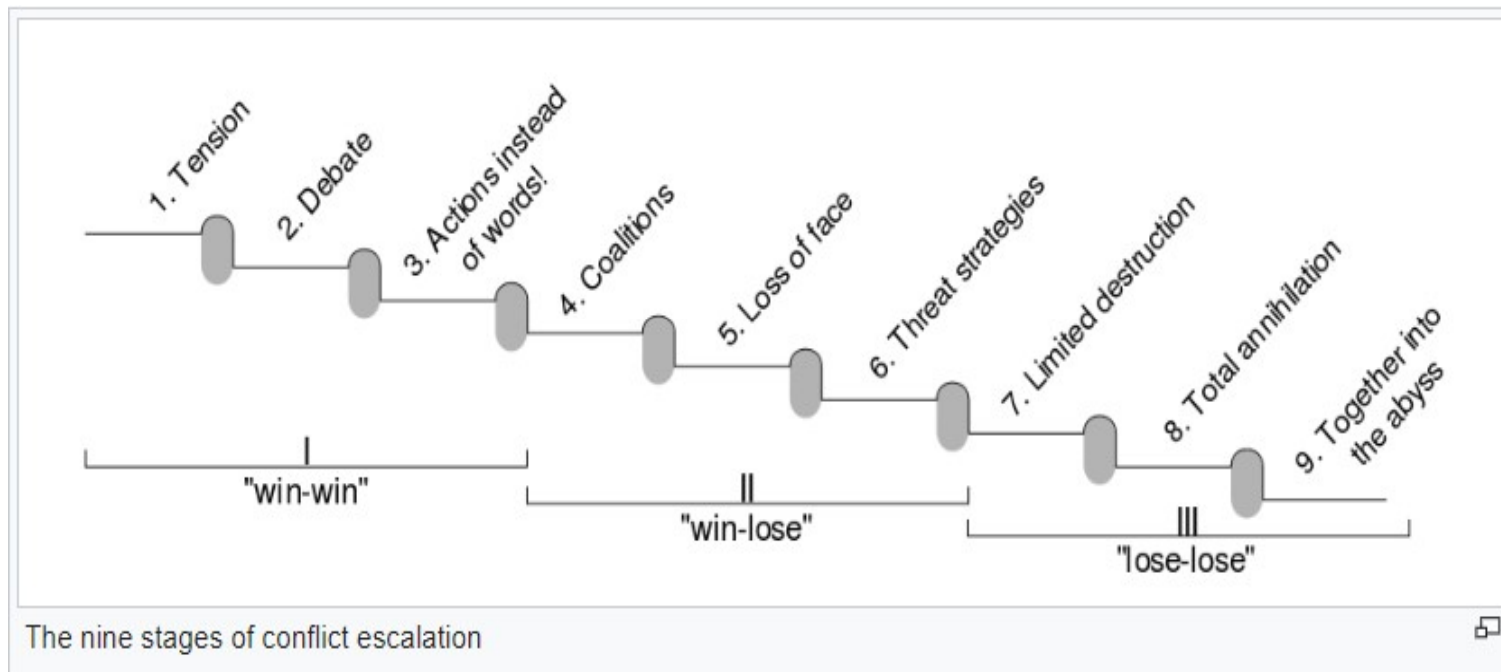 1. Tension
2. Debate
3. Actions instead
of words!
4. Coalitions
5. Loss of face
6. Threat strategies
7. Limited destruction
8. Total annihilation
9. Together into
the abyss
I
"win-win"
II
"win-lose"
III
"lose-lose"
The nine stages of conflict escalation